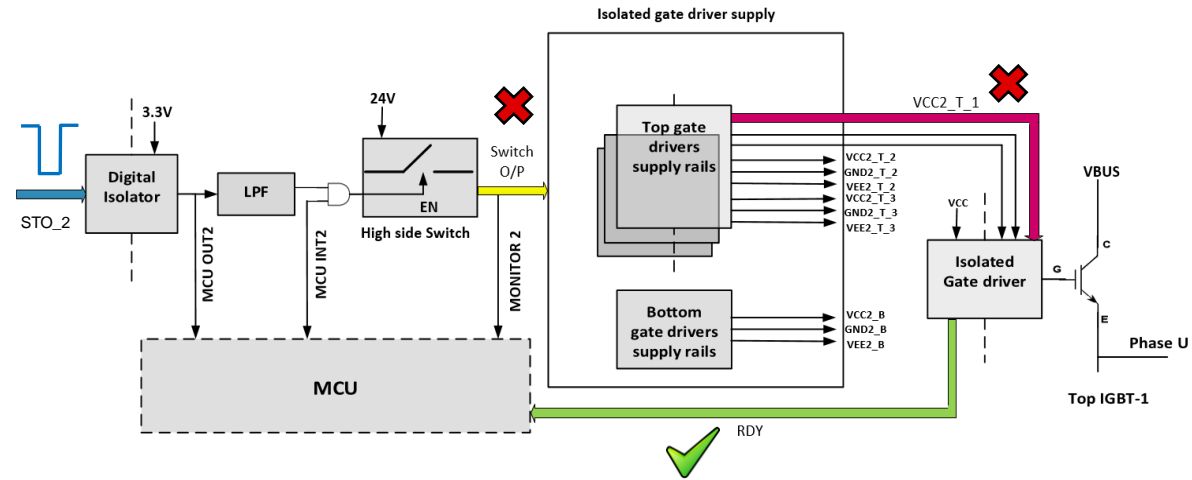 Isolated gate driver supply
STO_2
3.3V
Digital
Isolator
LPF
24V
EN
High side Switch
Switch
O/P
MCU OUT2
MCU INT2
MONITOR 2
MCU
Top gate
drivers
supply rails
VCC2_T_1
VCC2_T_2
GND2_T_2
VEE2_T_2
VCC2_T_3
GND2_T_3
VEE2_T_3
Bottom
gate drivers
supply rails
VCC2_B
GND2_B
VEE2_B
VCC
Isolated
Gate driver
VBUS
C
G
E
Phase U
Top IGBT-1
RDY